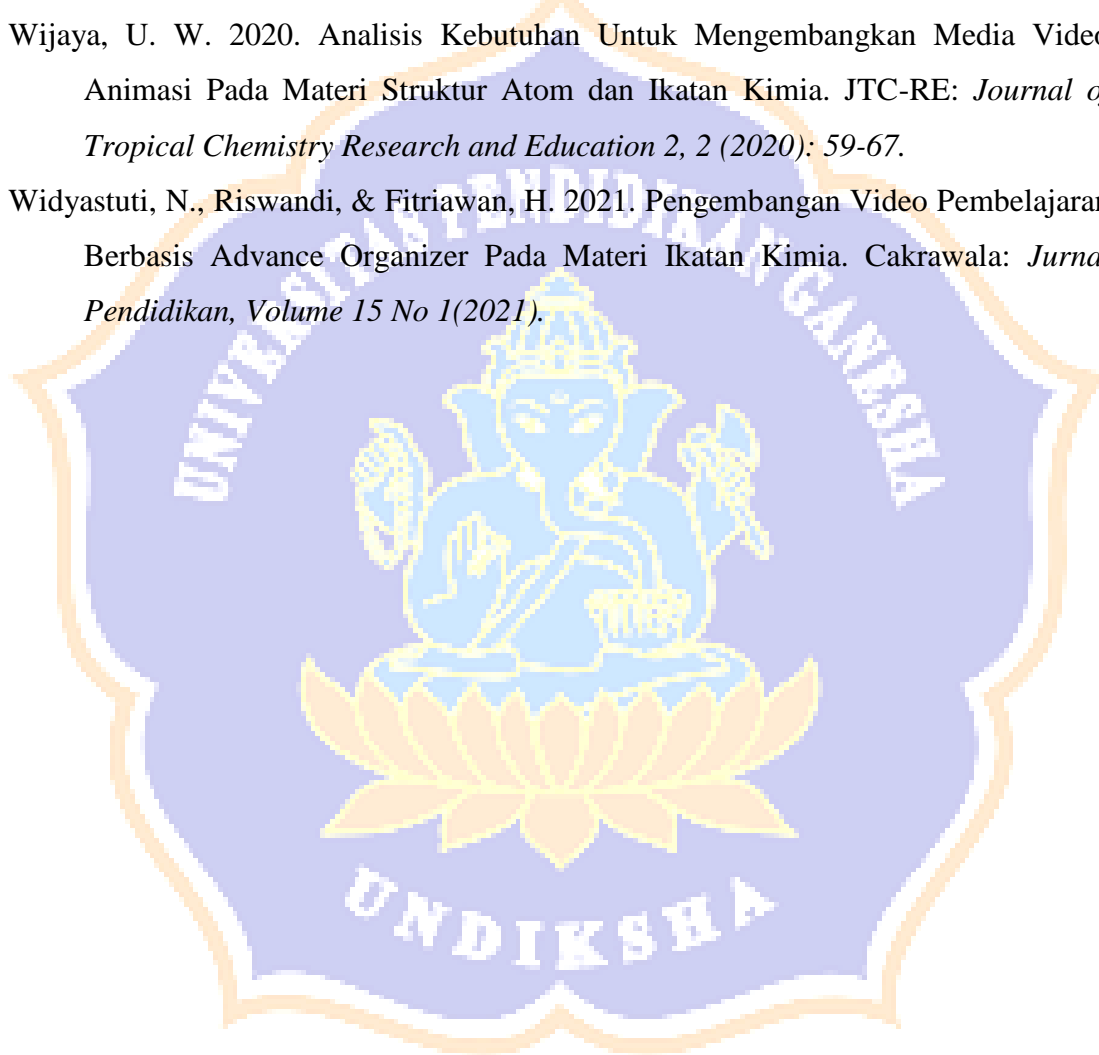 Wijaya, U. W. 2020. Analisis Kebutuhan Untuk Mengembangkan Media Video
Animasi Pada Materi Struktur Atom dan Ikatan Kimia. JTC-RE: Journal of
Tropical Chemistry Research and Education 2, 2 (2020): 59-67.
Widyastuti, N., Riswandi, & Fitriawan, H. 2021. Pengembangan Video Pembelajaran
Berbasis Advance Organizer Pada Materi Ikatan Kimia. Cakrawala: Jurna
Pendidikan, Volume 15 No 1(2021).
UNIVERSITAS PENDIDIKAN GANESHA
UNDIKSHA